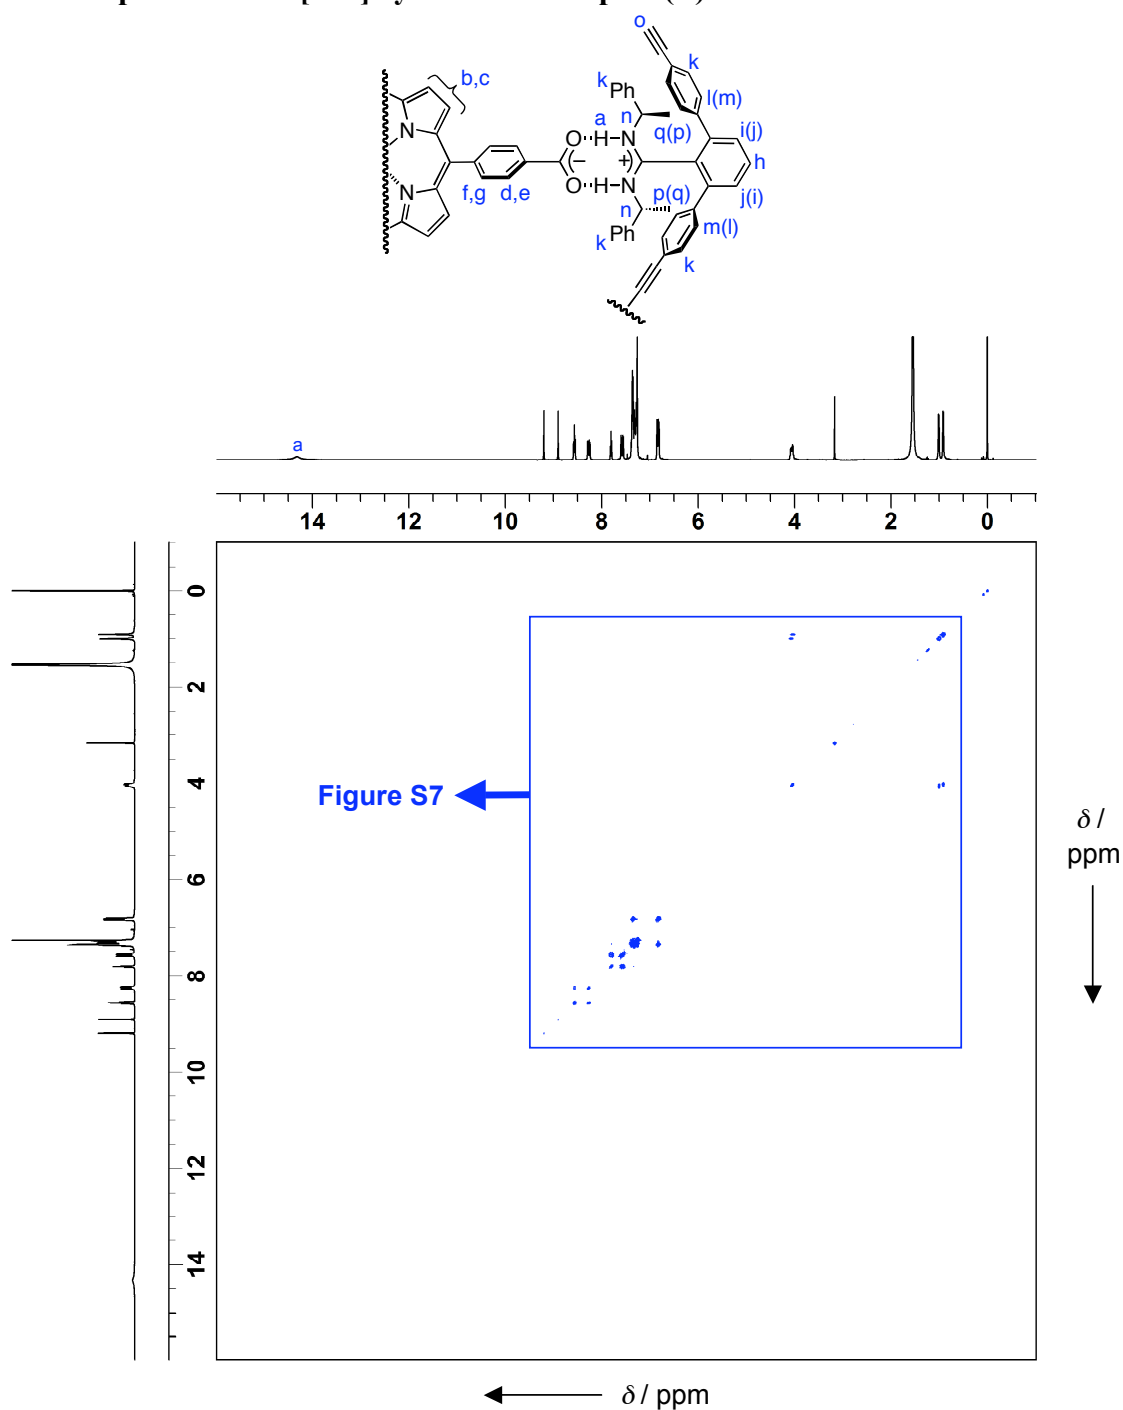 o
k
b,c
k
Ph
l(m)
a
n
q(p)
i(j)
N
O
H
N
h
−
+
N
O
H
N
f,g
d,e
p(q)
j(i)
n
m(l)
k
Ph
k
a
14 12 10 8 6 4 2 0
0
2
Figure S7
4
δ /
ppm
6
8
10
12
14
δ / ppm